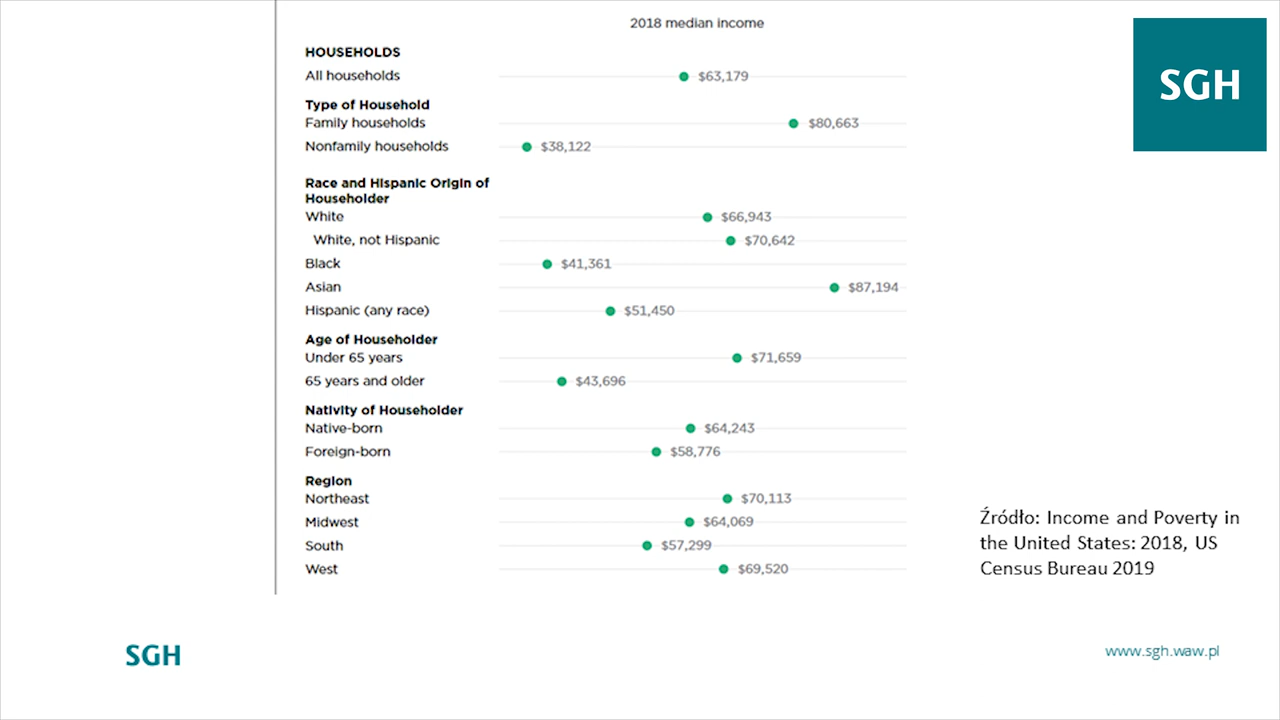 2018 median income
SGH
HOUSEHOLDS
All households $63,179
Type of Household
Family households $80,663
Nonfamily households $38,122
Race and Hispanic Origin of
Householder
White $66,943
White, not Hispanic $70,642
Black $41,361
Asian $87,194
Hispanic (any race) $51,450
Age of Householder
Under 65 years $71,659
65 years and older $43,696
Nativity of Householder
Native-born $64,243
Foreign-born $58,776
Region
Northeast $70,113
Midwest $64,069
South $57,299
West $69,520
Źródło: Income and Poverty in
the United States: 2018, US
Census Bureau 2019
SGH
www.sgh.waw.pl